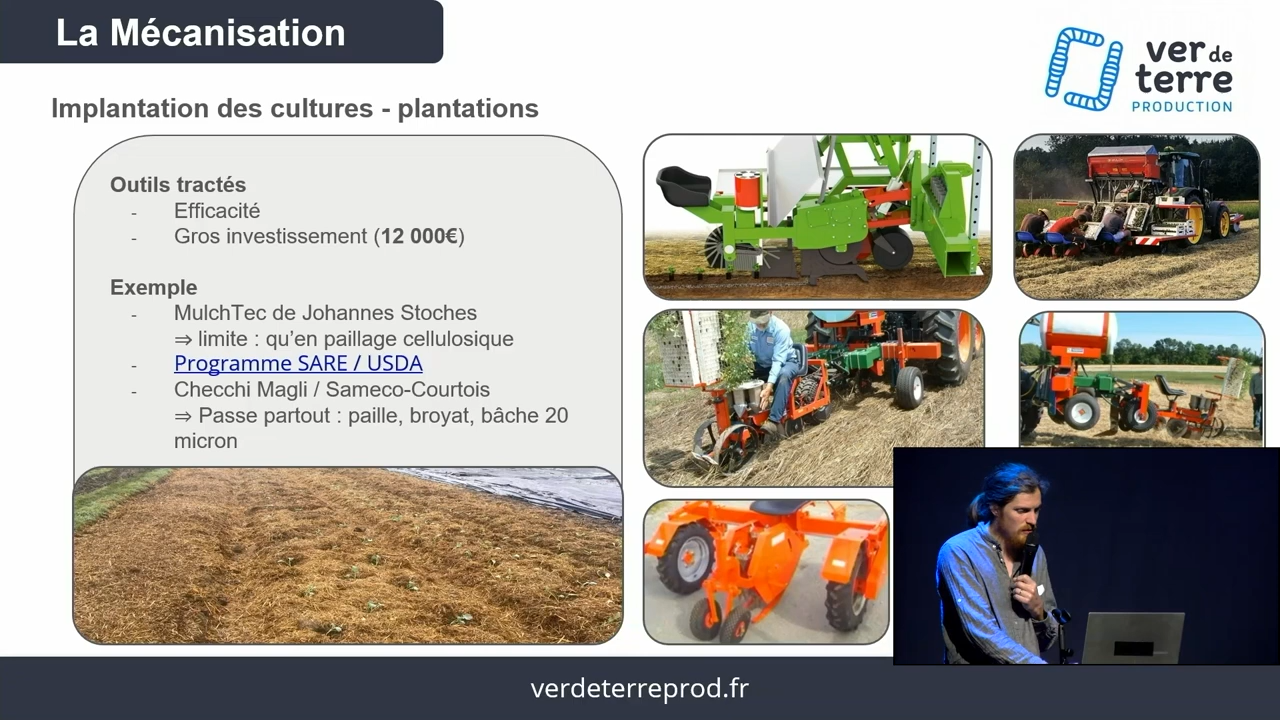 La Mécanisation
ver de
terre
PRODUCTION
Implantation des cultures - plantations
Outils tractés
- Efficacité
- Gros investissement (12 000€)
Exemple
- MulchTec de Johannes Stoches
⇒ limite : qu'en paillage cellulosique
- Programme SARE / USDA
- Checchi Magli / Sameco-Courtois
⇒ Passe partout : paille, broyat, bâche 20
micron
verdeterreprod.fr